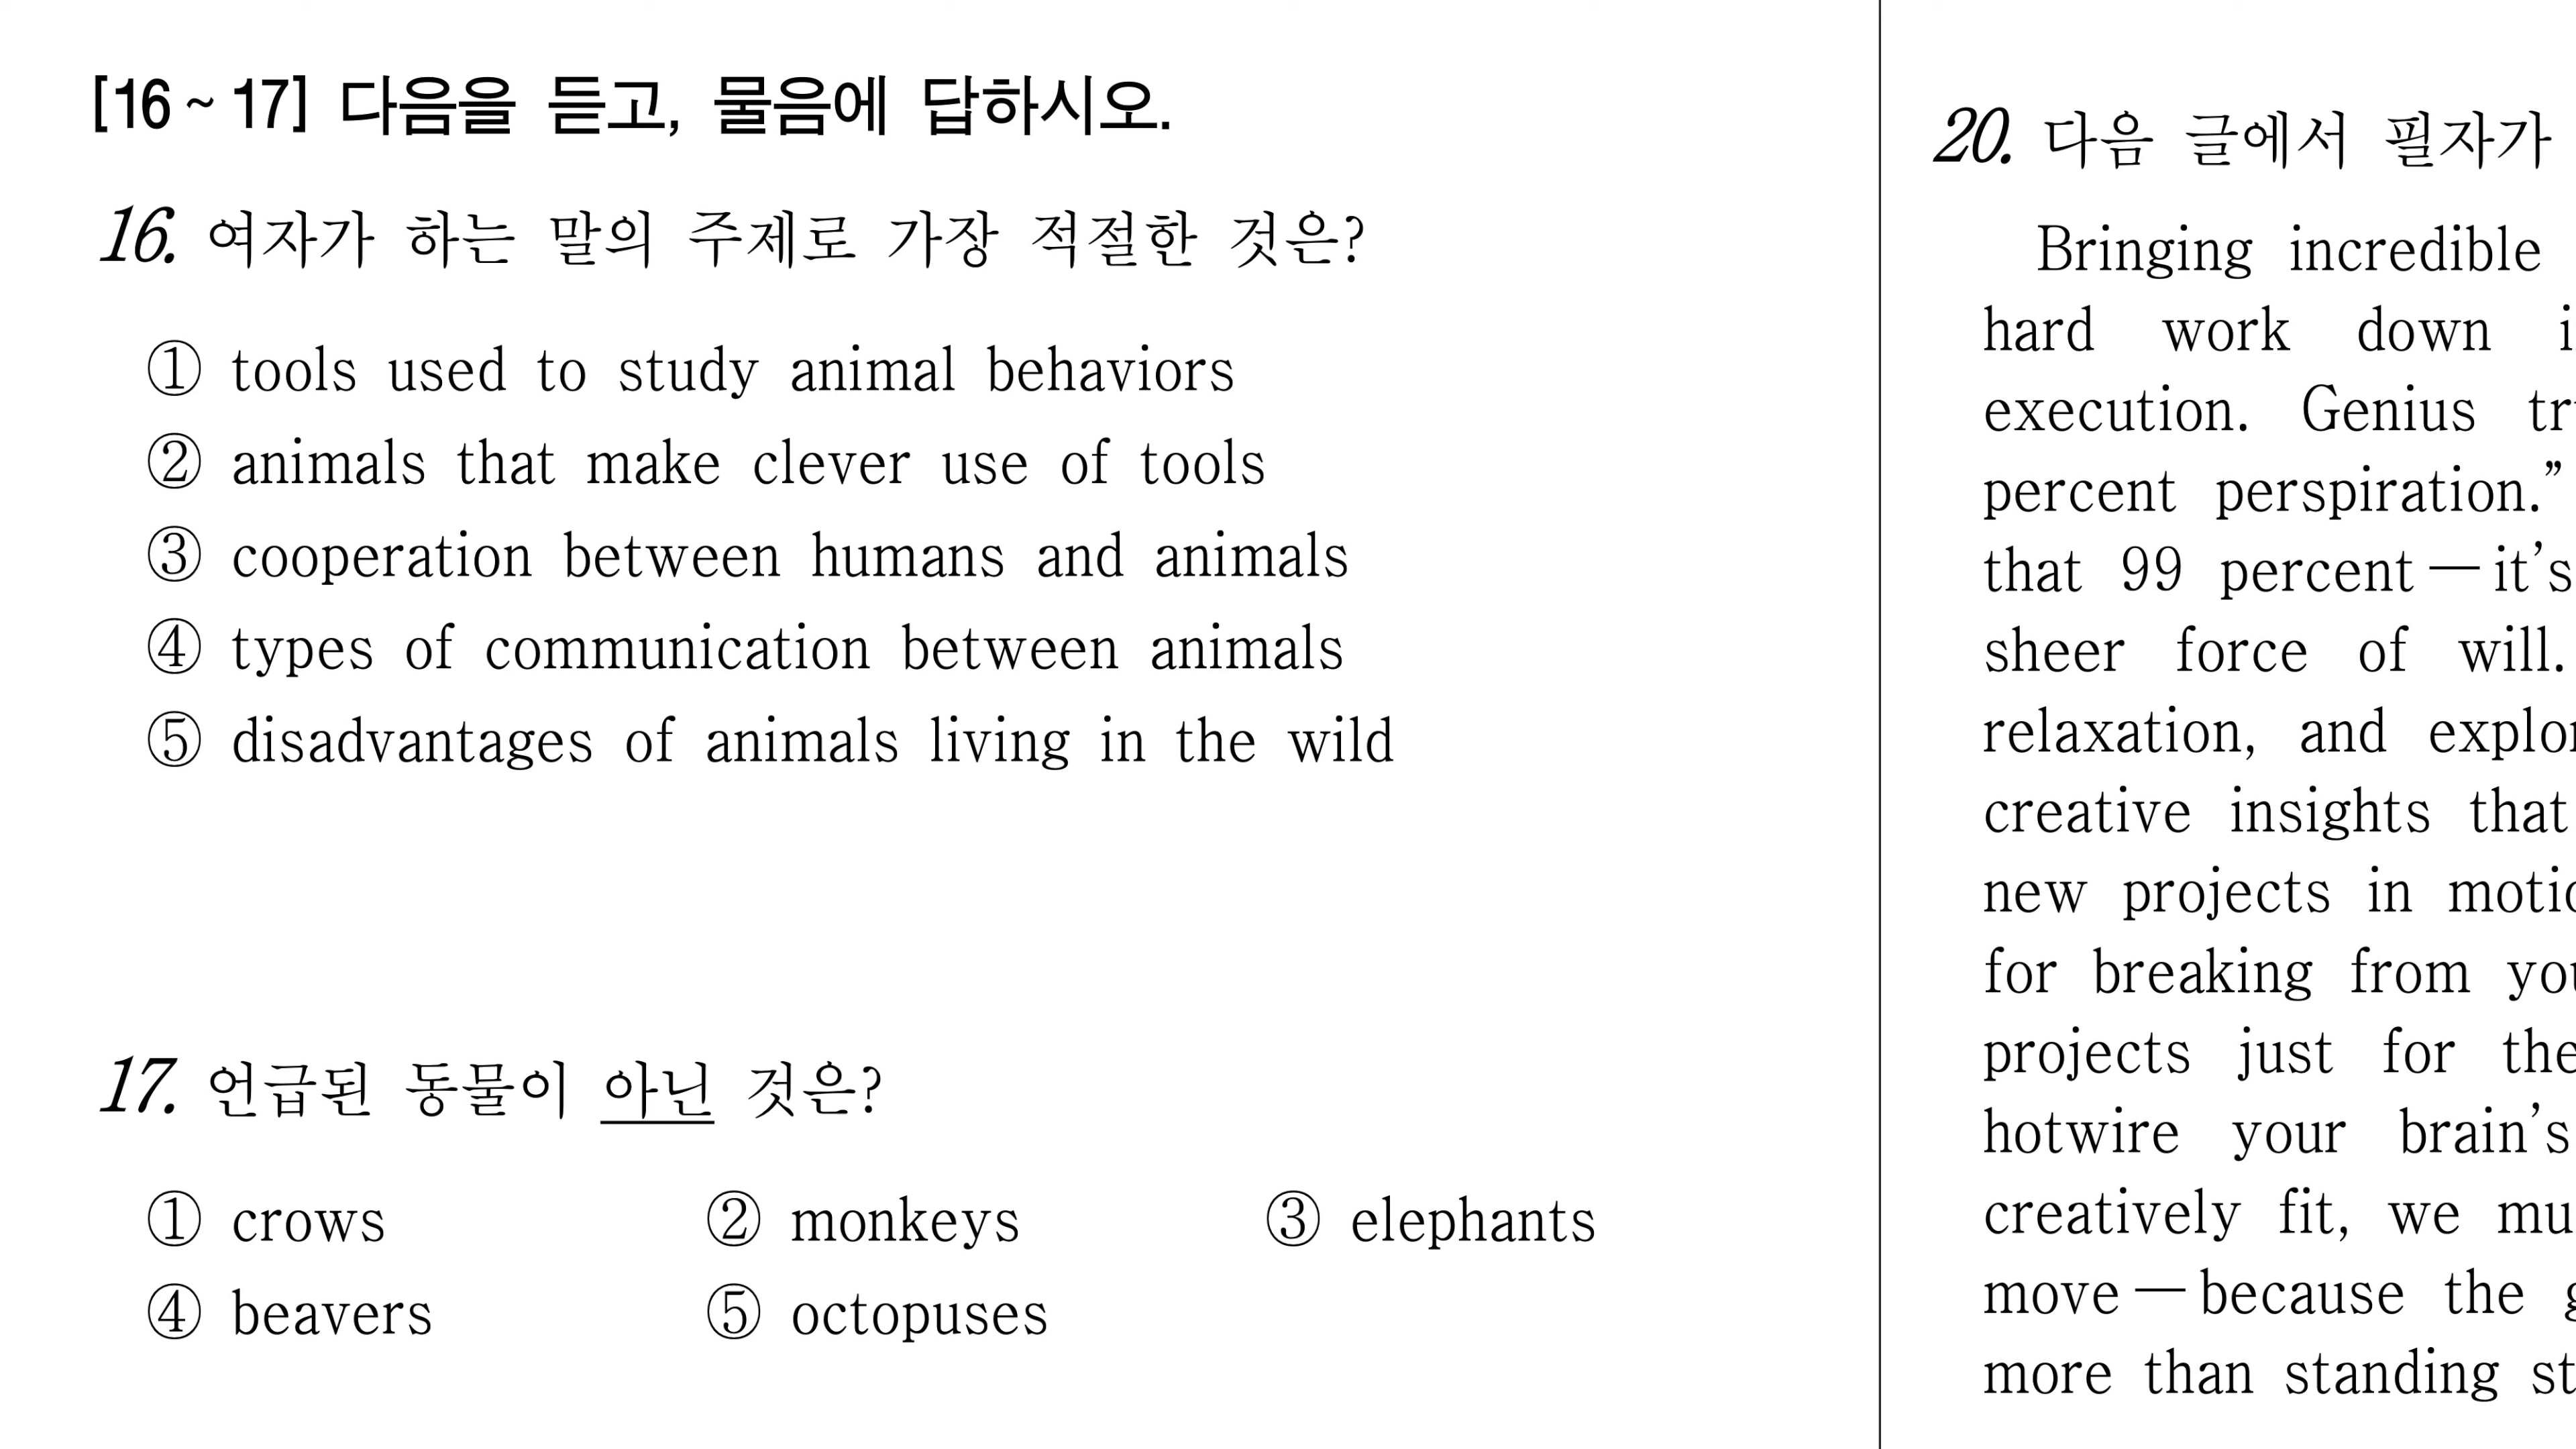 [16~17] 다음을 듣고, 물음에 답하시오.
16. 여자가 하는 말의 주제로 가장 적절한 것은?
① tools used to study animal behaviors
② animals that make clever use of tools
③ cooperation between humans and animals
④ types of communication between animals
⑤ disadvantages of animals living in the wild
17. 언급된 동물이 아닌 것은?
① crows ② monkeys ③ elephants
④ beavers ⑤ octopuses
20. 다음 글에서 필자가
Bringing incredible
hard work down
execution. Genius
percent perspiration.”
that 99 percent―it’s
sheer force of will.
relaxation, and
creative insights that
new projects in
for breaking from
projects just for the
hotwire your brain’s
creatively fit, we
move―because the
more than standing